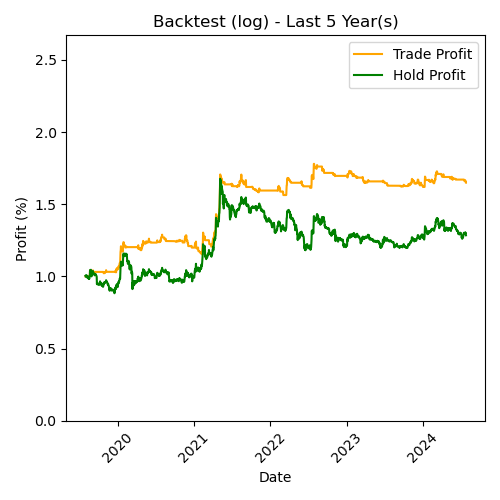 Backtest (log) - Last 5 Year(s)
Trade Profit
Hold Profit
Profit (%)
2.5
2.0
1.5
1.0
0.5
0.0
2020
2021
2022
2023
2024
Date